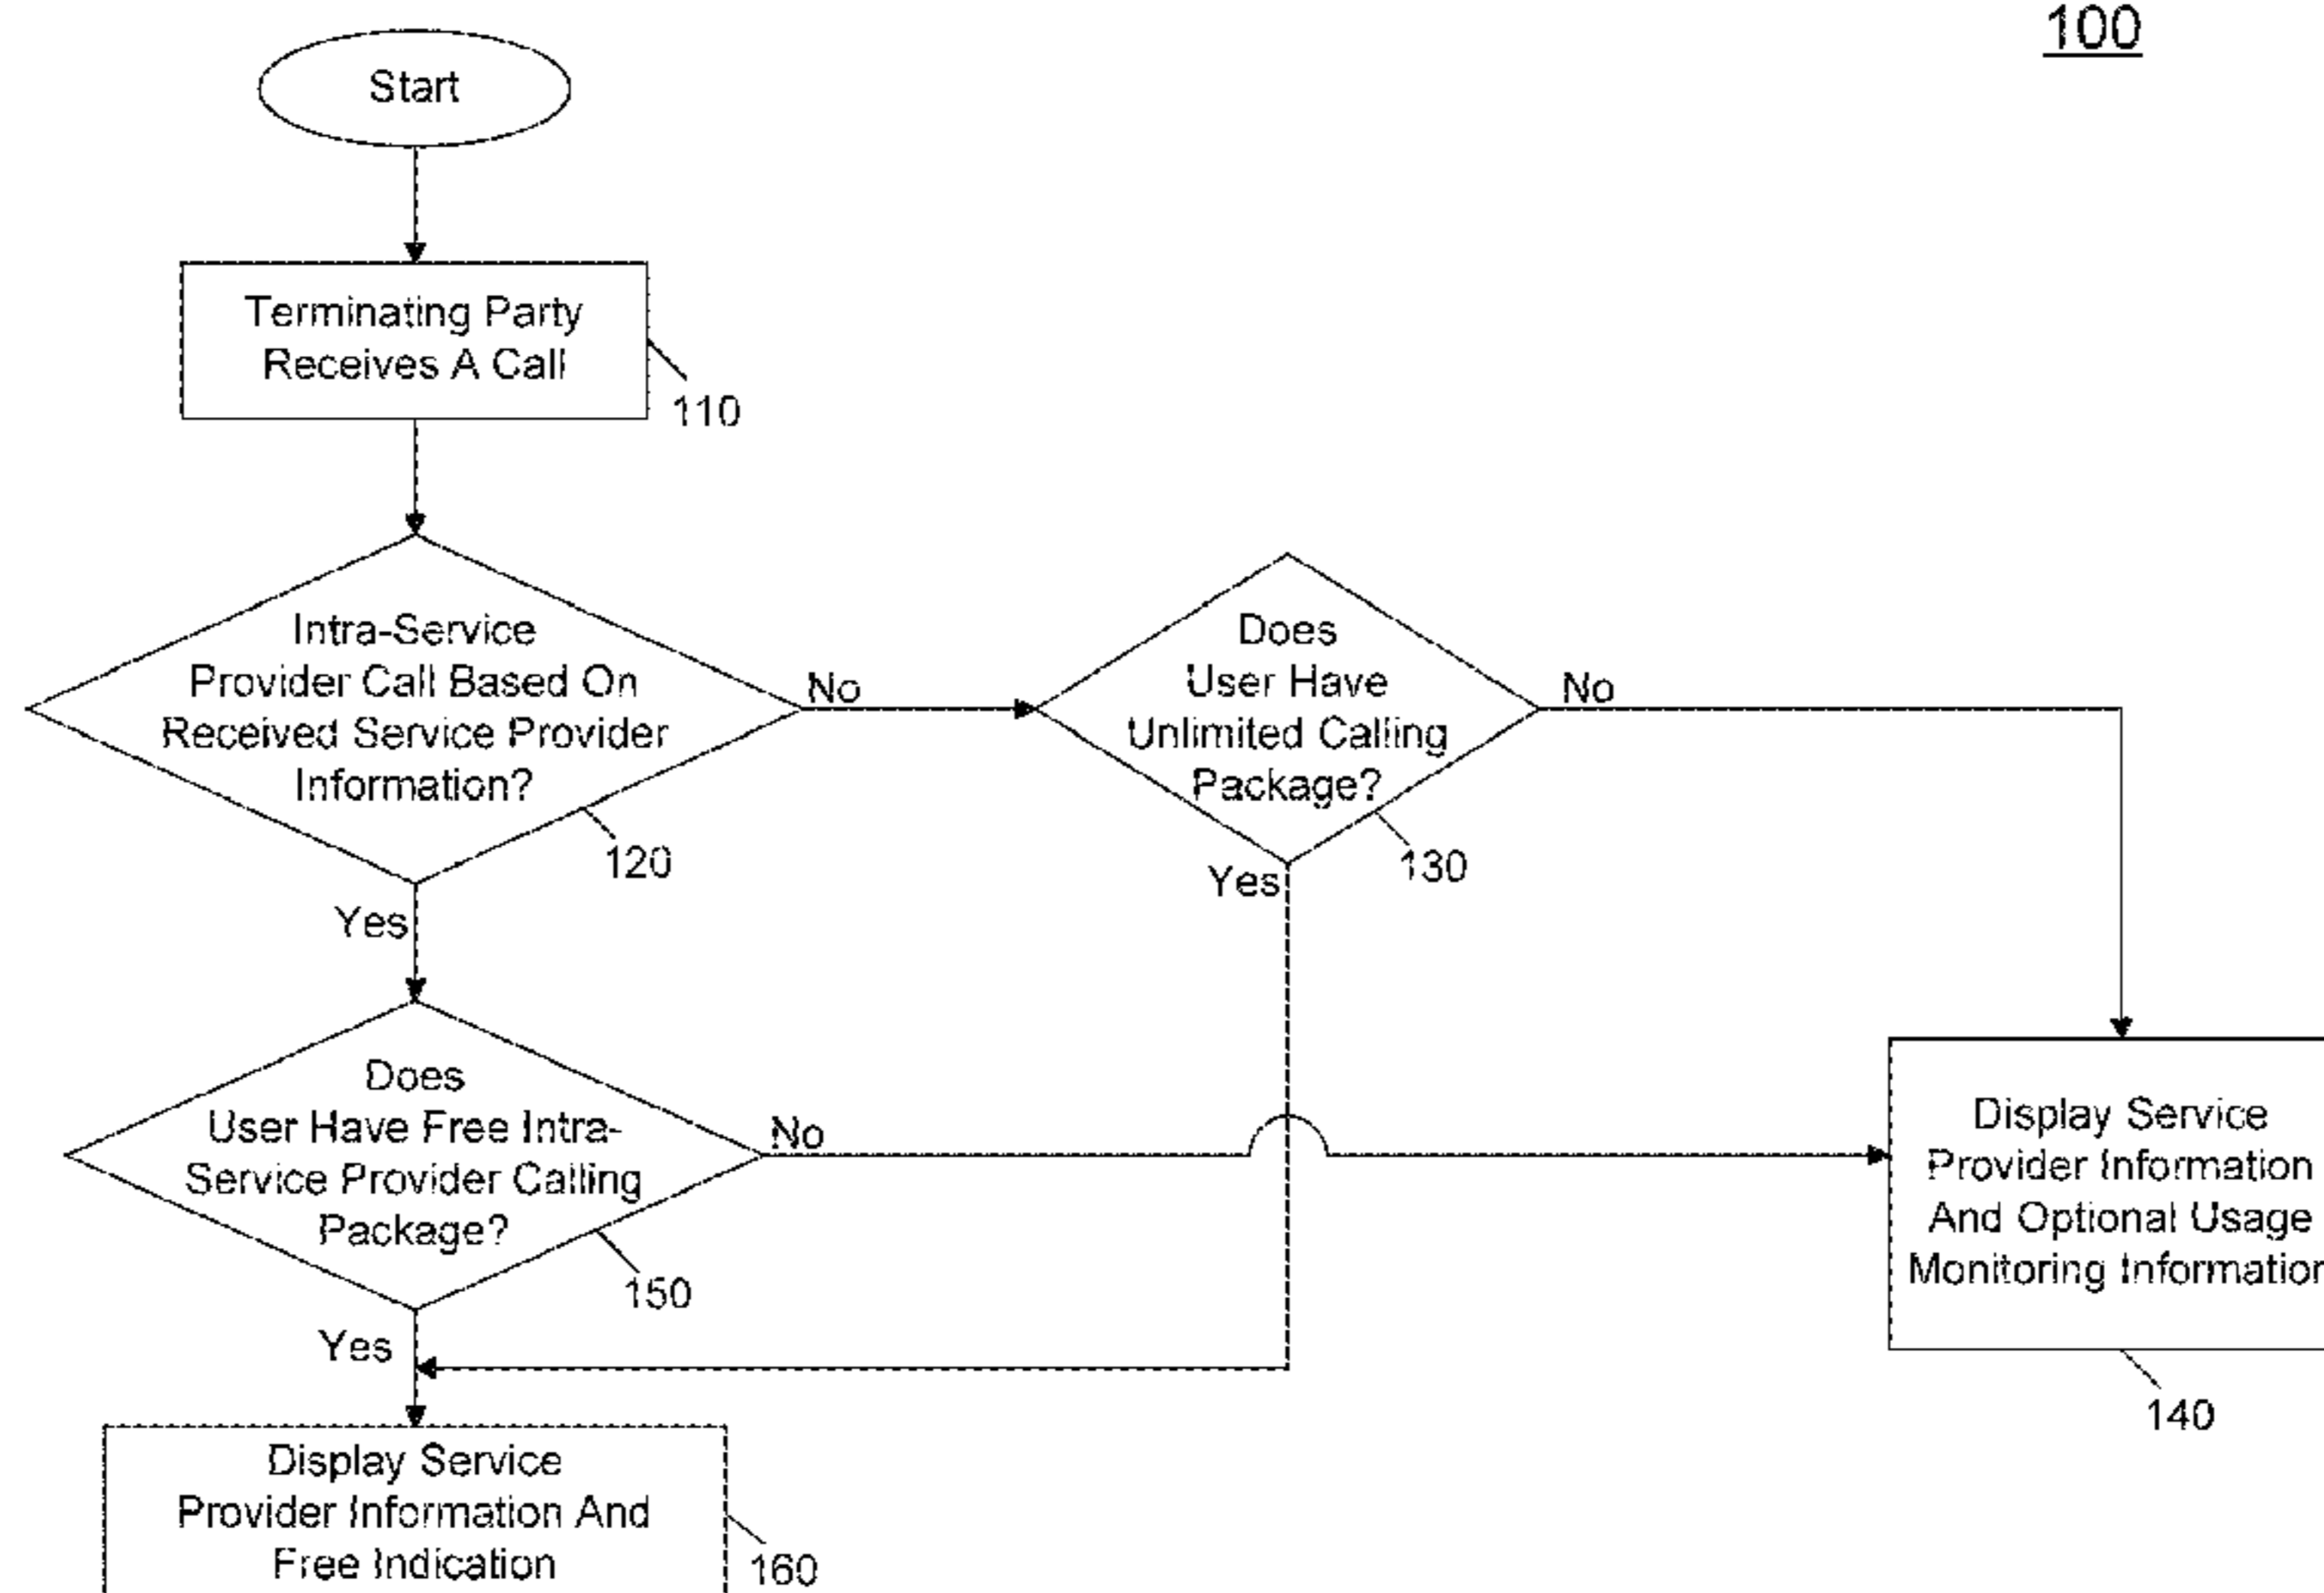 100
Start
Terminating Party
Receives A Call
110
Intra-Service
Provider Call Based On
Received Service Provider
Information?
120
No
Yes
Does
User Have
Unlimited Calling
Package?
130
No
Yes
Does
User Have Free Intra-
Service Provider Calling
Package?
150
No
Yes
Display Service
Provider Information
And Optional Usage
Monitoring Information
140
Display Service
Provider Information And
Free Indication
160